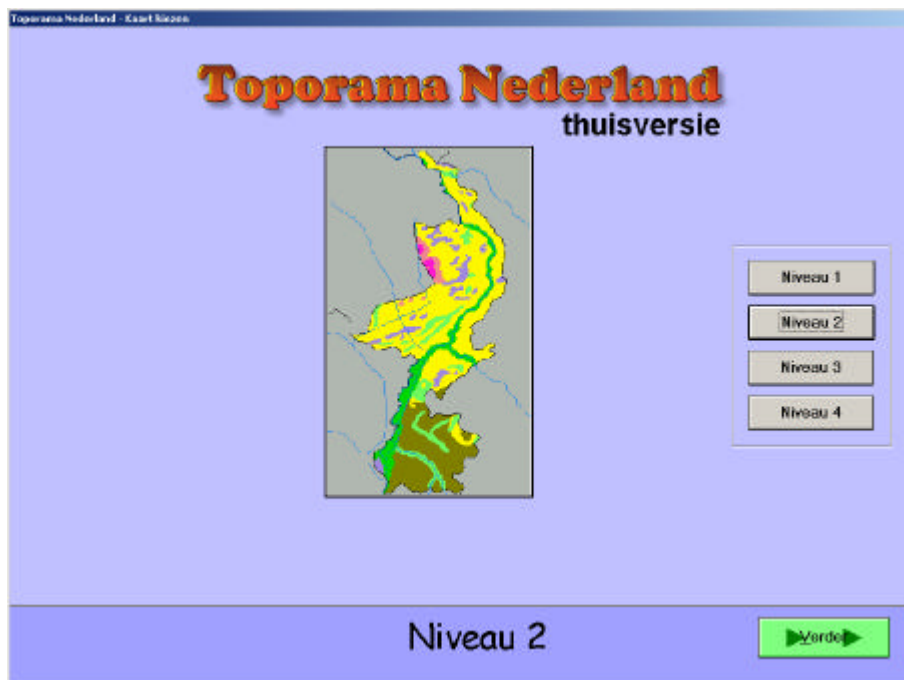 Toporama Nederland - Kaart kiezen
Toporama Nederland
thuisversie
Niveau 1
Niveau 2
Niveau 3
Niveau 4
Niveau 2
Verder